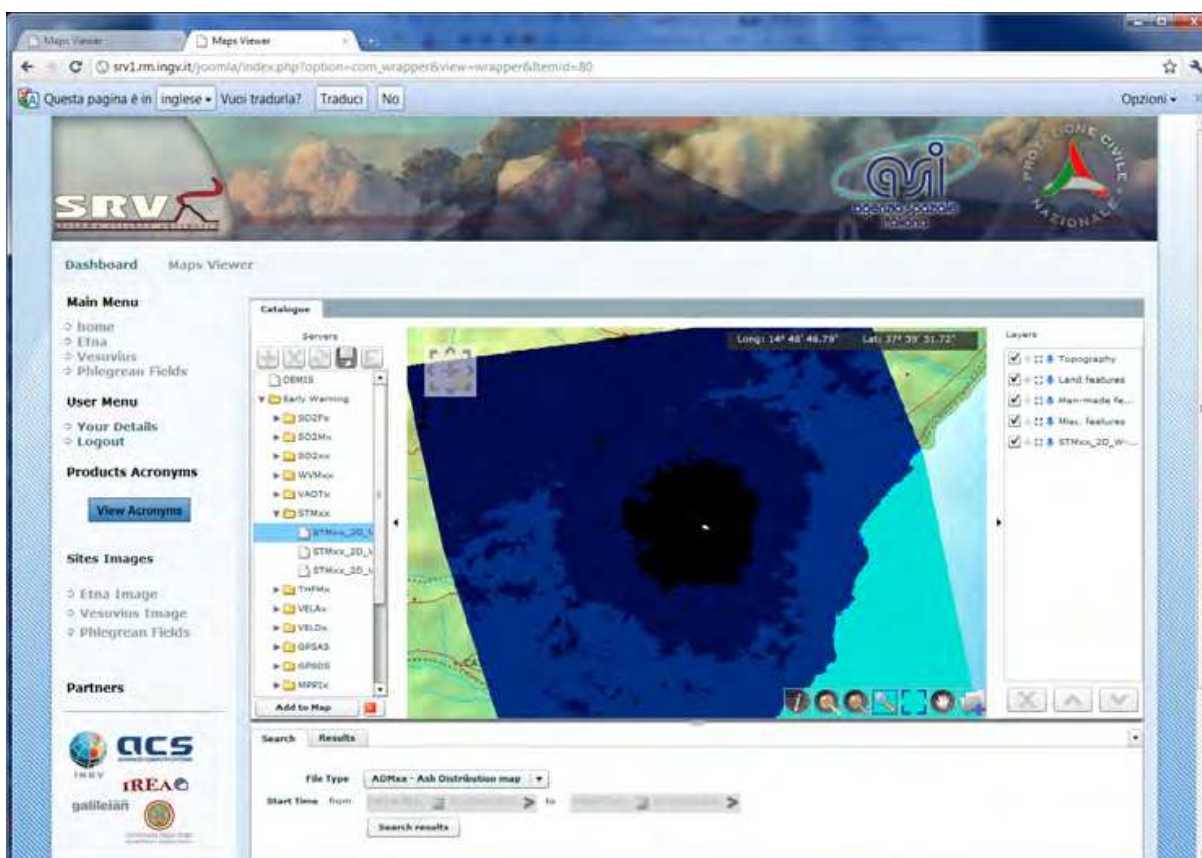 Maps Viewer
Maps Viewer
srv1.rm.ingv.it/joomla/index.php?option=com_wrapper&view=wrapper&Itemid=80
Questa pagina è in inglese Vuoi tradurla? Traduci No
Opzioni
SRV
asi
agenzia spaziale
italiana
PROTEZIONE CIVILE
NAZIONALE
Dashboard Maps Viewer
Main Menu
home
Etna
Vesuvius
Phlegrean Fields
User Menu
Your Details
Logout
Products Acronyms
View Acronyms
Sites Images
Etna Image
Vesuvius Image
Phlegrean Fields
Partners
INGV
acs
IREA
galileian
Catalogue
Servers
DEMIS
Early Warning
SO2Fx
SO2Mx
SO2xx
WVMxx
VAOTx
STMxx
STMxx_2D_
STMxx_2D_
STMxx_2D_
THFMx
VELAx
VELDx
GPSAS
GPSDS
MPPIx
Add to Map
Long: 14° 48' 46.79" Lat: 37° 39' 31.72"
Layers
Topography
Land features
Man-made fe...
Misc. features
STMxx_2D_W-...
Search Results
File Type ADMxx - Ash Distribution map
Start Time from to
Search results